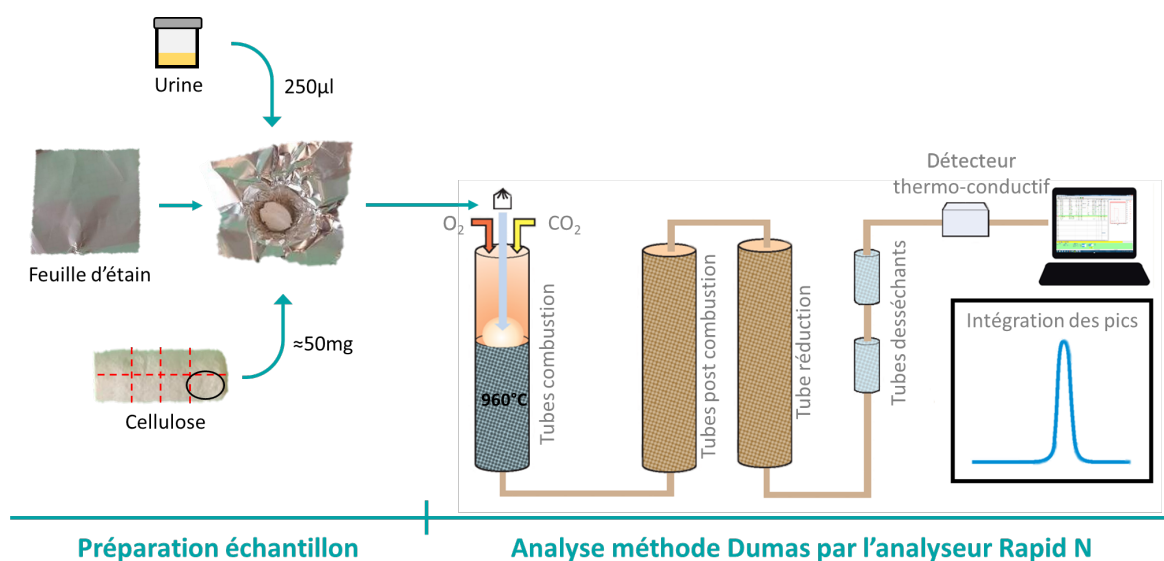 Urine
250µl
Feuille d'étain
≈50mg
Cellulose
O2
CO2
960°C
Tubes combustion
Tubes post combustion
Tube réduction
Tubes desséchants
Détecteur
thermo-conductif
Intégration des pics
Préparation échantillon
Analyse méthode Dumas par l'analyseur Rapid N